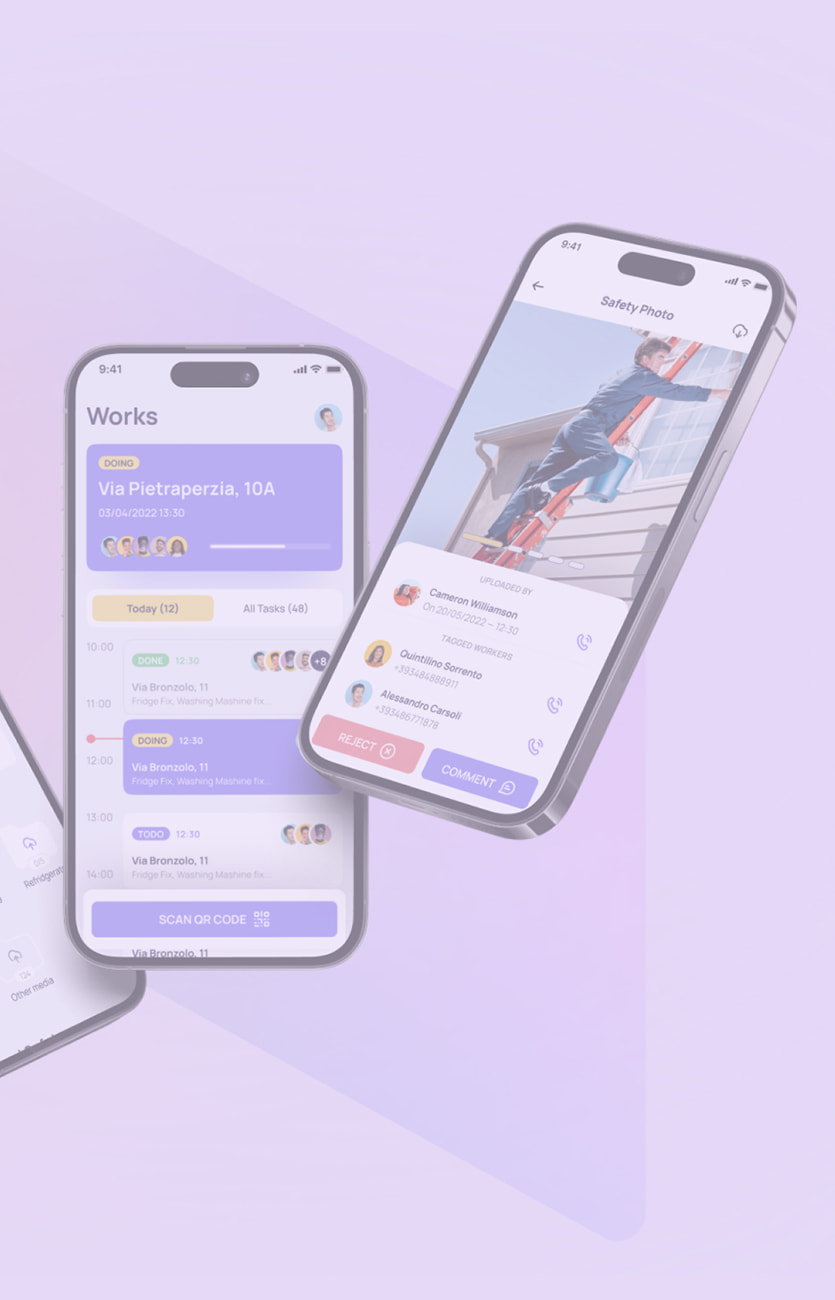 9:41
Works
DOING
Via Pietraperzia, 10A
03/04/2022 13:30
Today (12)
All Tasks (48)
10:00
DONE 12:30
+8
Via Bronzolo, 11
Fridge Fix, Washing Mashine fix...
11:00
DOING 12:30
12:00
Via Bronzolo, 11
Fridge Fix, Washing Mashine fix...
13:00
TODO 12:30
Via Bronzolo, 11
Fridge Fix, Washing Mashine fix...
14:00
SCAN QR CODE
Via Bronzolo, 11
9:41
Safety Photo
UPLOADED BY
Cameron Williamson
On 20/05/2022 – 12:30
TAGGED WORKERS
Quintilino Sorrento
+393484888911
Alessandro Carsoli
+393486771878
REJECT
COMMENT
0/5
Other media